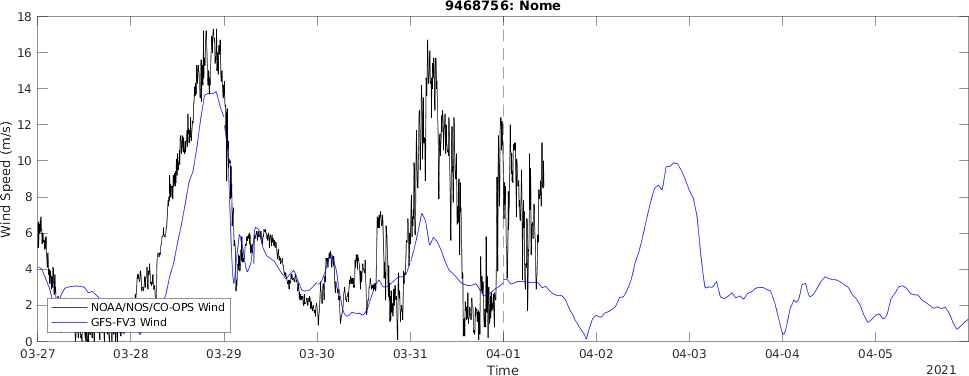 9468756: Nome
Wind Speed (m/s)
18
16
14
12
10
8
6
4
2
0
NOAA/NOS/CO-OPS Wind
GFS-FV3 Wind
03-27 03-28 03-29 03-30 03-31 04-01 04-02 04-03 04-04 04-05
Time
2021